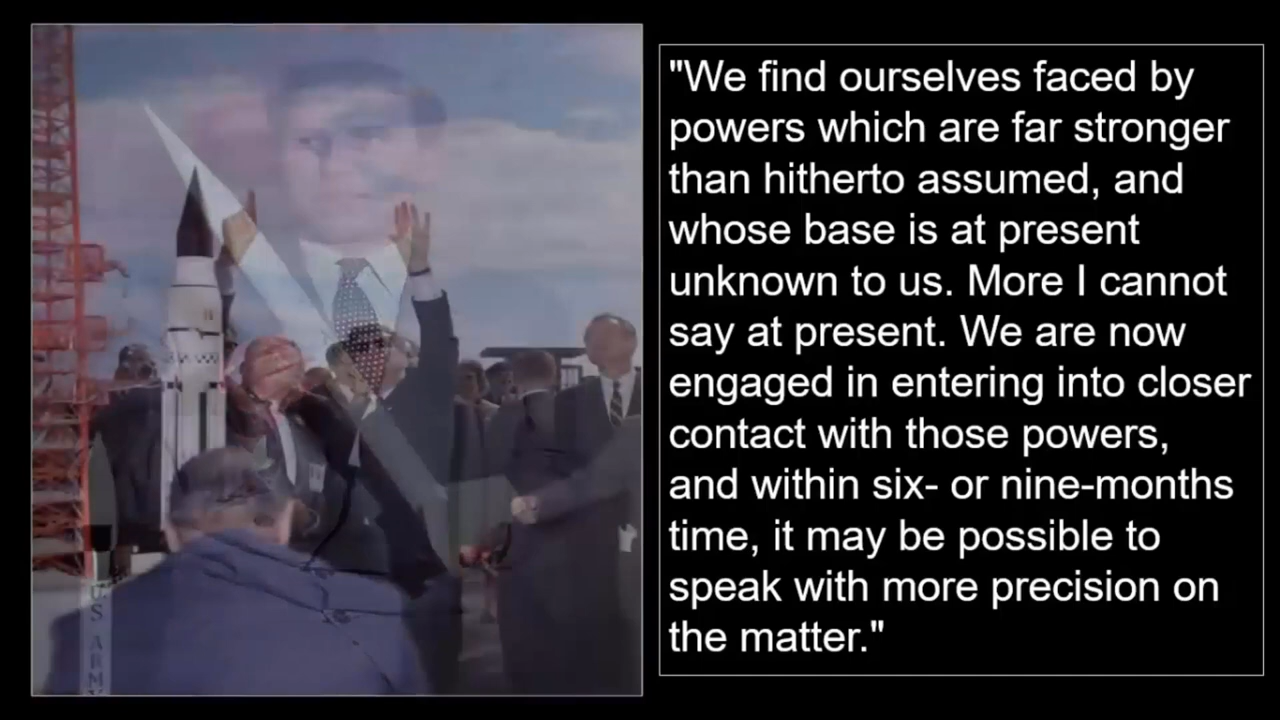 "We find ourselves faced by
powers which are far stronger
than hitherto assumed, and
whose base is at present
unknown to us. More I cannot
say at present. We are now
engaged in entering into closer
contact with those powers,
and within six- or nine-months
time, it may be possible to
speak with more precision on
the matter."
US ARMY